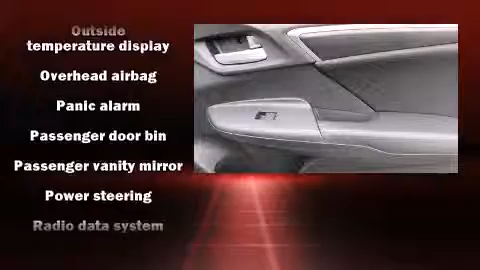 Outside
temperature display
Overhead airbag
Panic alarm
Passenger door bin
Passenger vanity mirror
Power steering
Radio data system